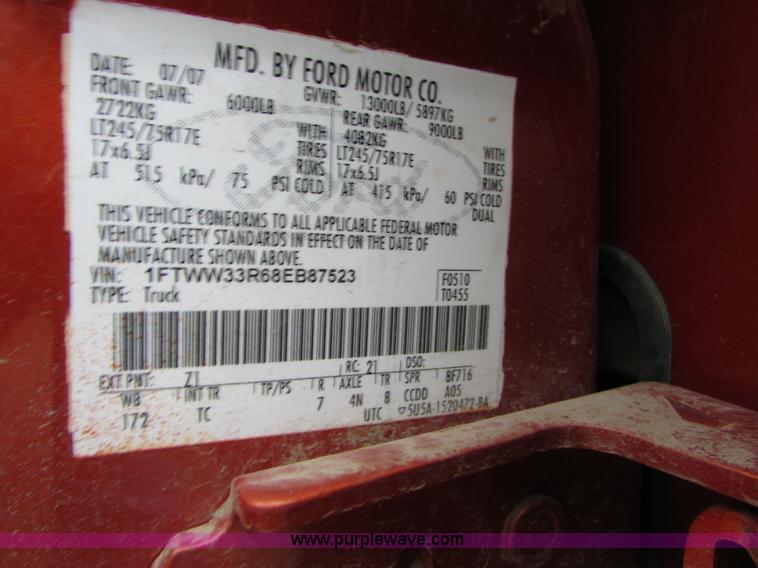 MFD. BY FORD MOTOR CO.
DATE: 07/07 GVWR: 13000LB/ 5897KG
FRONT GAWR: 6000LB REAR GAWR: 9000LB
2722KG WITH 4082KG WITH
LT245/75R17E TIRES LT245/75R17E TIRES
17x6.5J RIMS 17x6.5J RIMS
AT 515 kPa/ 75 PSI COLD AT 415 kPa/ 60 PSI COLD
DUAL
THIS VEHICLE CONFORMS TO ALL APPLICABLE FEDERAL MOTOR
VEHICLE SAFETY STANDARDS IN EFFECT ON THE DATE OF
MANUFACTURE SHOWN ABOVE.
VIN: 1FTWW33R68EB87523 F0510
TYPE: Truck T0455
EXT PNT: Z1 RC: 21 DSO:
WB INT TR TP/PS R AXLE TR SPR 8F716
172 TC 7 4N B CCDD A05
UTC ▽5U5A-1520472-BA
www.purplewave.com